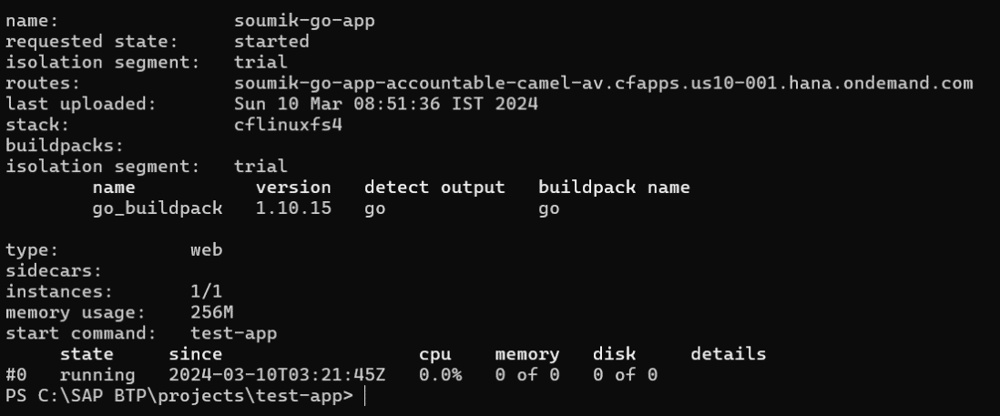 name:                soumik-go-app
requested state:     started
isolation segment:   trial
routes:              soumik-go-app-accountable-camel-av.cfapps.us10-001.hana.ondemand.com
last uploaded:       Sun 10 Mar 08:51:36 IST 2024
stack:               cflinuxfs4
buildpacks:
isolation segment:   trial
        name           version   detect output   buildpack name
        go_buildpack   1.10.15   go              go

type:            web
sidecars:
instances:       1/1
memory usage:    256M
start command:   test-app
     state     since                  cpu    memory   disk     details
#0   running   2024-03-10T03:21:45Z   0.0%   0 of 0   0 of 0
PS C:\SAP BTP\projects\test-app>